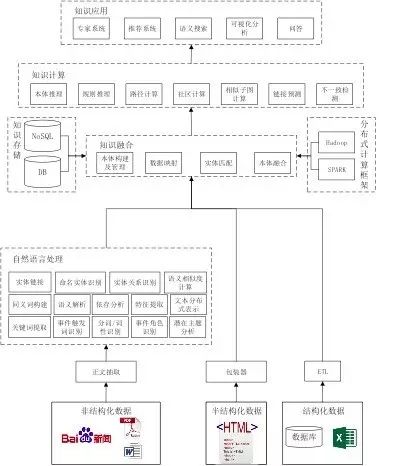 知识应用
专家系统
推荐系统
语义搜索
可视化分
析
问答
知识计算
本体推理
规则推理
路径计算
社区计算
相似子图
计算
链接预测
不一致检
测
知识存储
NoSQL
DB
知识融合
本体构建
及管理
数据映射
实体匹配
本体融合
分布式计算框架
Hadoop
SPARK
自然语言处理
实体链接
命名实体识别
实体关系识别
语义相似度
计算
同义词构建
语义解析
依存分析
特征提取
文本分布
式表示
关键词提取
事件触发
词识别
分词/词
性识别
事件角色
识别
潜在主题
分析
正文抽取
包装器
ETL
非结构化数据
Bai 百度 新闻
PDF
W
半结构化数据
<HTML>
结构化数据
数据库
X